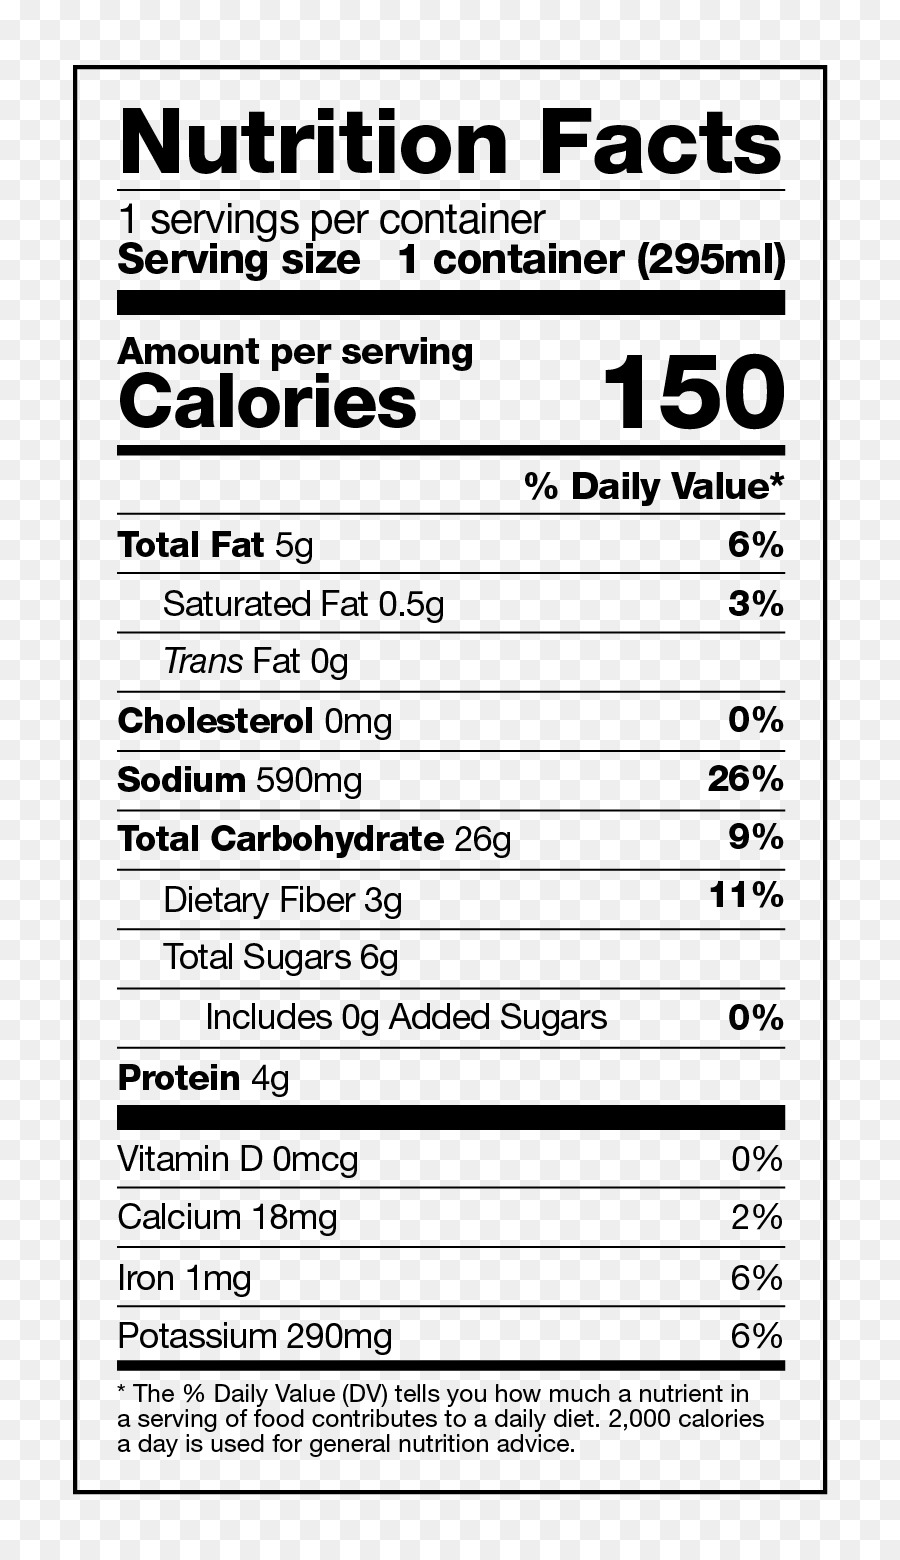 Nutrition Facts
1 servings per container
Serving size 1 container (295ml)
Amount per serving
Calories 150
% Daily Value*
Total Fat 5g 6%
Saturated Fat 0.5g 3%
Trans Fat 0g
Cholesterol 0mg 0%
Sodium 590mg 26%
Total Carbohydrate 26g 9%
Dietary Fiber 3g 11%
Total Sugars 6g
Includes 0g Added Sugars 0%
Protein 4g
Vitamin D 0mcg 0%
Calcium 18mg 2%
Iron 1mg 6%
Potassium 290mg 6%
* The % Daily Value (DV) tells you how much a nutrient in
a serving of food contributes to a daily diet. 2,000 calories
a day is used for general nutrition advice.